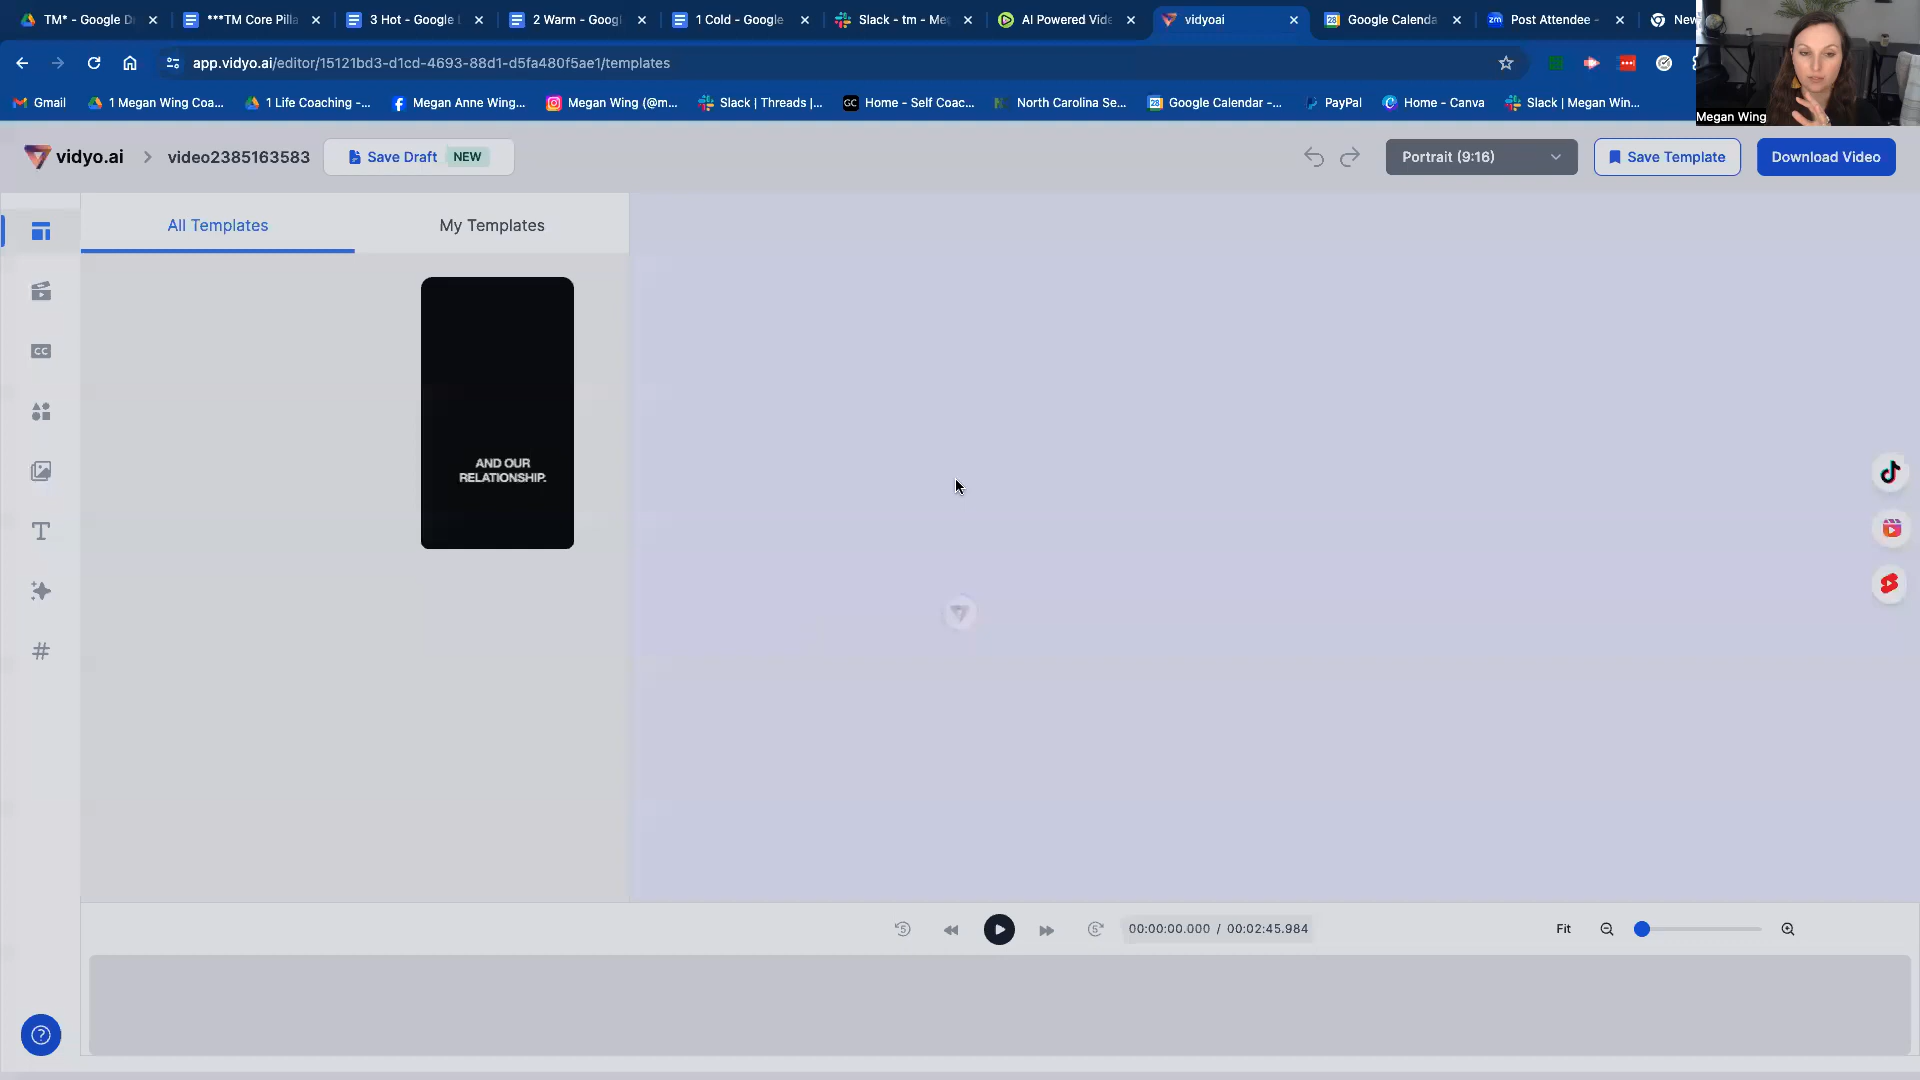 TM* - Google D
***TM Core Pilla
3 Hot - Google
2 Warm - Googl
1 Cold - Google
Slack - tm - Me
AI Powered Vide
vidyoai
Google Calenda
Post Attendee -
New
app.vidyo.ai/editor/15121bd3-d1cd-4693-88d1-d5fa480f5ae1/templates
Gmail
1 Megan Wing Coa...
1 Life Coaching -...
Megan Anne Wing...
Megan Wing (@m...
Slack | Threads |...
Home - Self Coac...
North Carolina Se...
Google Calendar -...
PayPal
Home - Canva
Slack | Megan Win...
Megan Wing
vidyo.ai
video2385163583
Save Draft NEW
Portrait (9:16)
Save Template
Download Video
All Templates
My Templates
AND OUR
RELATIONSHIP.
00:00:00.000 / 00:02:45.984
Fit